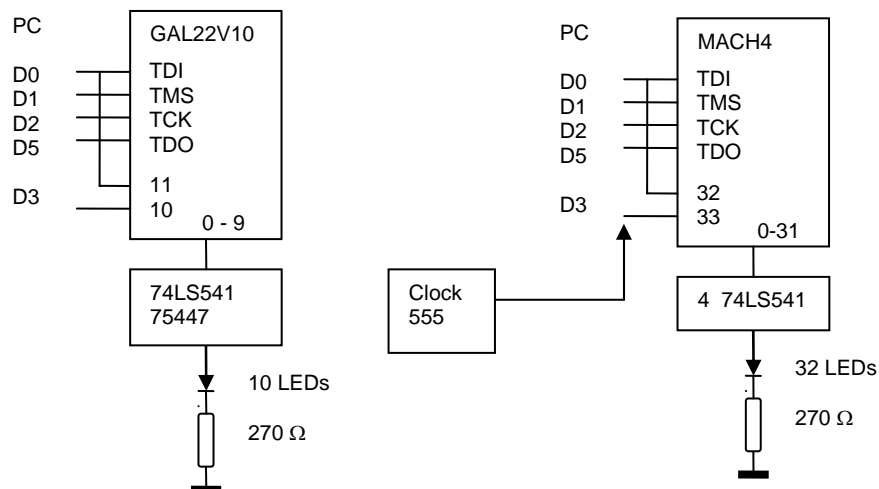 PC
GAL22V10
D0
TDI
D1
TMS
D2
TCK
D5
TDO
11
D3
10
0 - 9
74LS541
75447
10 LEDs
270 Ω
PC
MACH4
D0
TDI
D1
TMS
D2
TCK
D5
TDO
32
D3
33
0-31
Clock
555
4 74LS541
32 LEDs
270 Ω